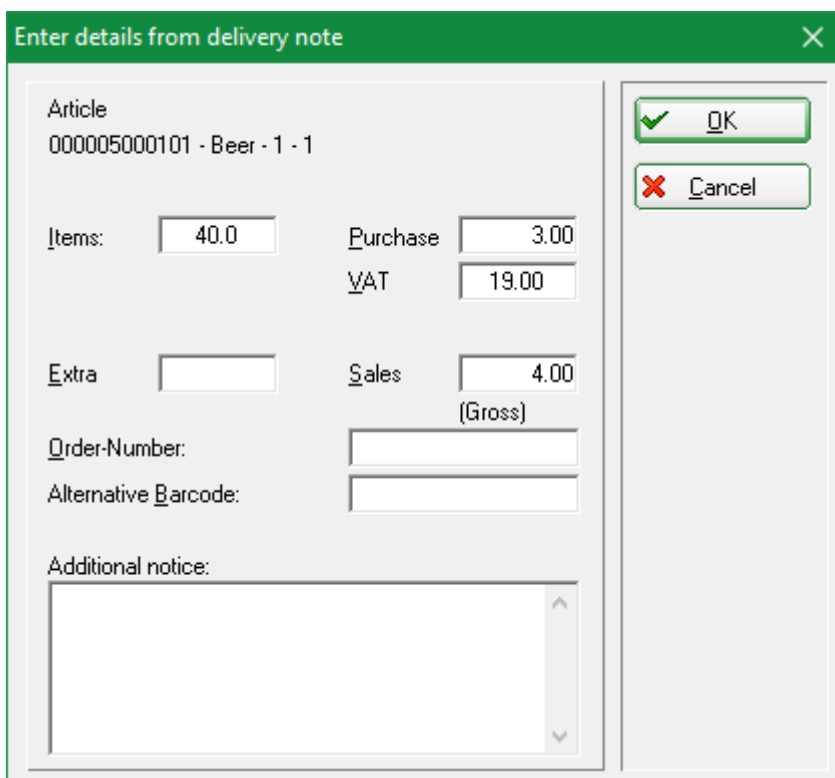 Enter details from delivery note
Article
000005000101 - Beer - 1 - 1
OK
Cancel
Items: 40.0 Purchase 3.00
VAT 19.00
Extra Sales 4.00
(Gross)
Order-Number:
Alternative Barcode:
Additional notice: